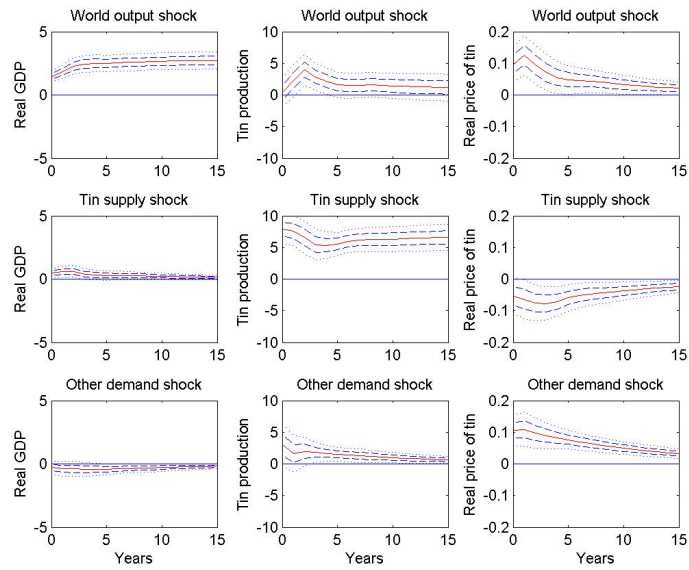 World output shock
World output shock
World output shock
Real GDP
5
0
-5
0 5 10 15
Tin production
10
5
0
-5
-10
0 5 10 15
Real price of tin
0.2
0.1
0
-0.1
-0.2
0 5 10 15
Tin supply shock
Tin supply shock
Tin supply shock
Real GDP
5
0
-5
0 5 10 15
Tin production
10
5
0
-5
-10
0 5 10 15
Real price of tin
0.2
0.1
0
-0.1
-0.2
0 5 10 15
Other demand shock
Other demand shock
Other demand shock
Real GDP
5
0
-5
0 5 10 15
Years
Tin production
10
5
0
-5
-10
0 5 10 15
Years
Real price of tin
0.2
0.1
0
-0.1
-0.2
0 5 10 15
Years